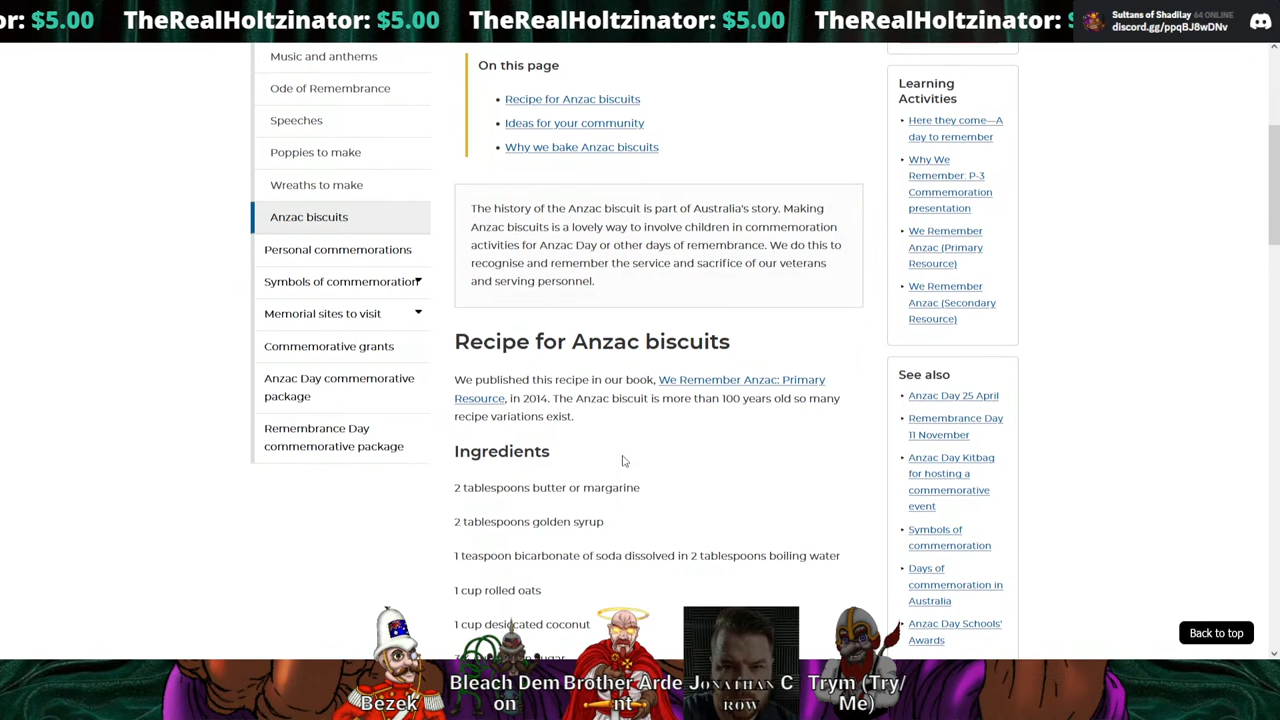 or: $5.00 TheRealHoltzinator: $5.00 TheRealHoltzinator: $5.00 TheRealHoltzinator:
Sultans of Shadilay 64 ONLINE
discord.gg/ppqBJ8wDNv
Music and anthems
Ode of Remembrance
Speeches
Poppies to make
Wreaths to make
Anzac biscuits
Personal commemorations
Symbols of commemoration
Memorial sites to visit
Commemorative grants
Anzac Day commemorative
package
Remembrance Day
commemorative package
On this page
Recipe for Anzac biscuits
Ideas for your community
Why we bake Anzac biscuits
The history of the Anzac biscuit is part of Australia's story. Making
Anzac biscuits is a lovely way to involve children in commemoration
activities for Anzac Day or other days of remembrance. We do this to
recognise and remember the service and sacrifice of our veterans
and serving personnel.
Recipe for Anzac biscuits
We published this recipe in our book, We Remember Anzac: Primary
Resource, in 2014. The Anzac biscuit is more than 100 years old so many
recipe variations exist.
Ingredients
2 tablespoons butter or margarine
2 tablespoons golden syrup
1 teaspoon bicarbonate of soda dissolved in 2 tablespoons boiling water
1 cup rolled oats
1 cup desiccated coconut
sugar
Learning
Activities
Here they come—A
day to remember
Why We
Remember: P-3
Commemoration
presentation
We Remember
Anzac (Primary
Resource)
We Remember
Anzac (Secondary
Resource)
See also
Anzac Day 25 April
Remembrance Day
11 November
Anzac Day Kitbag
for hosting a
commemorative
event
Symbols of
commemoration
Days of
commemoration in
Australia
Anzac Day Schools'
Awards
Back to top
Bezek
Bleach Dem
on
Brother Arde
nt
Jonathan C
row
Trym (Try/
Me)